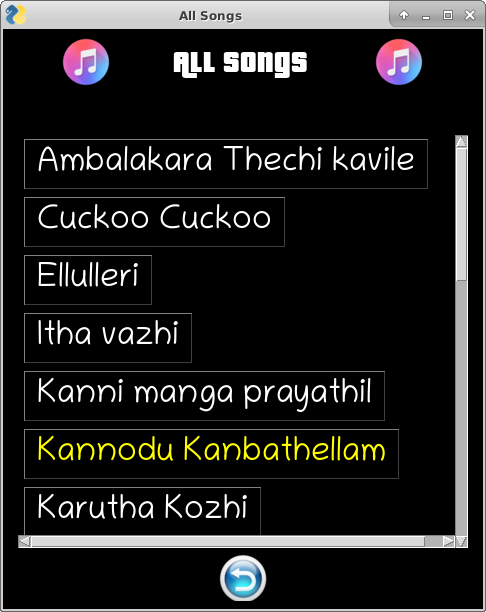 All Songs
All songs
Ambalakara Thechi kavile
Cuckoo Cuckoo
Ellulleri
Itha vazhi
Kanni manga prayathil
Kannodu Kanbathellam
Karutha Kozhi